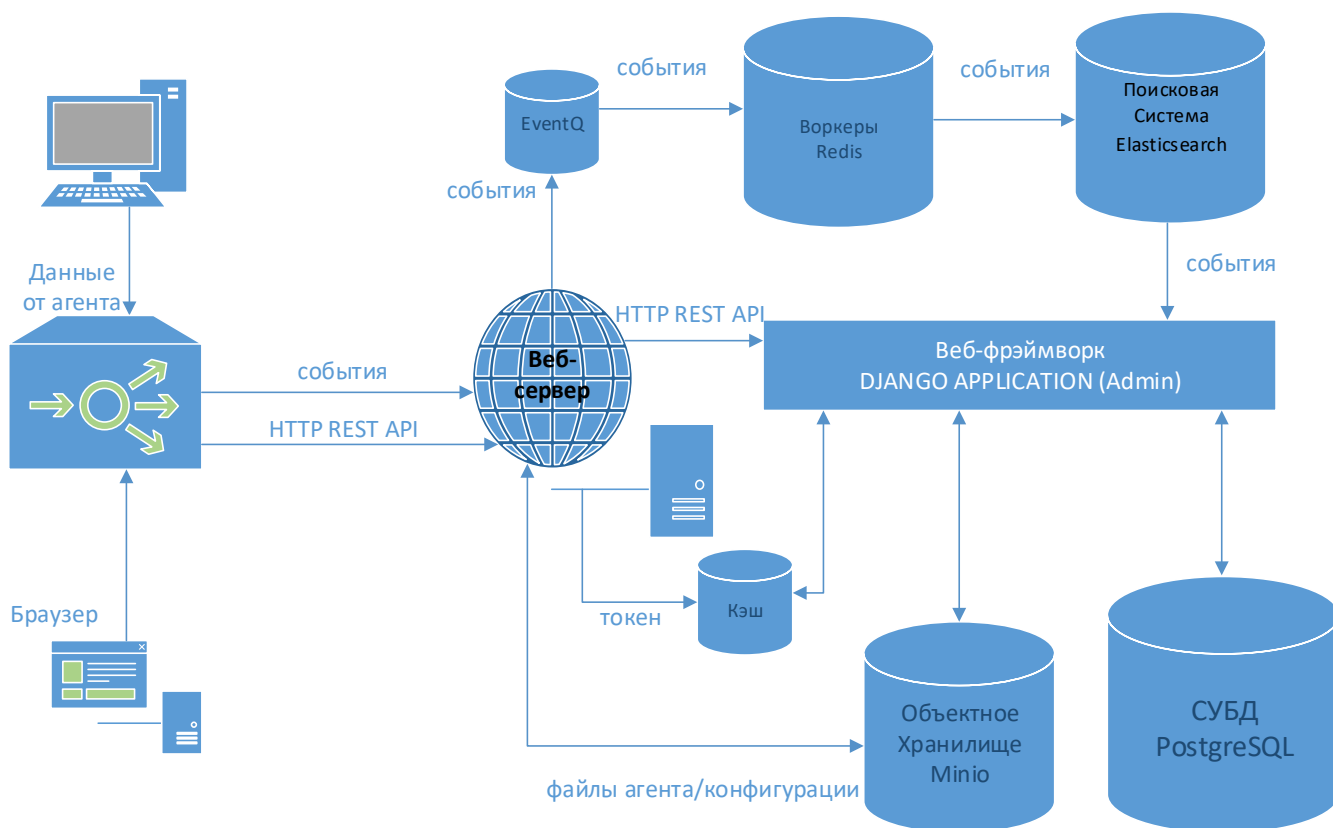 события
события
EventQ
Воркеры
Redis
Поисковая
Система
Elasticsearch
события
события
Данные
от агента
HTTP REST API
Веб-
сервер
события
HTTP REST API
Веб-фрэймворк
DJANGO APPLICATION (Admin)
Браузер
токен
Кэш
Объектное
Хранилище
Minio
СУБД
PostgreSQL
файлы агента/конфигурации